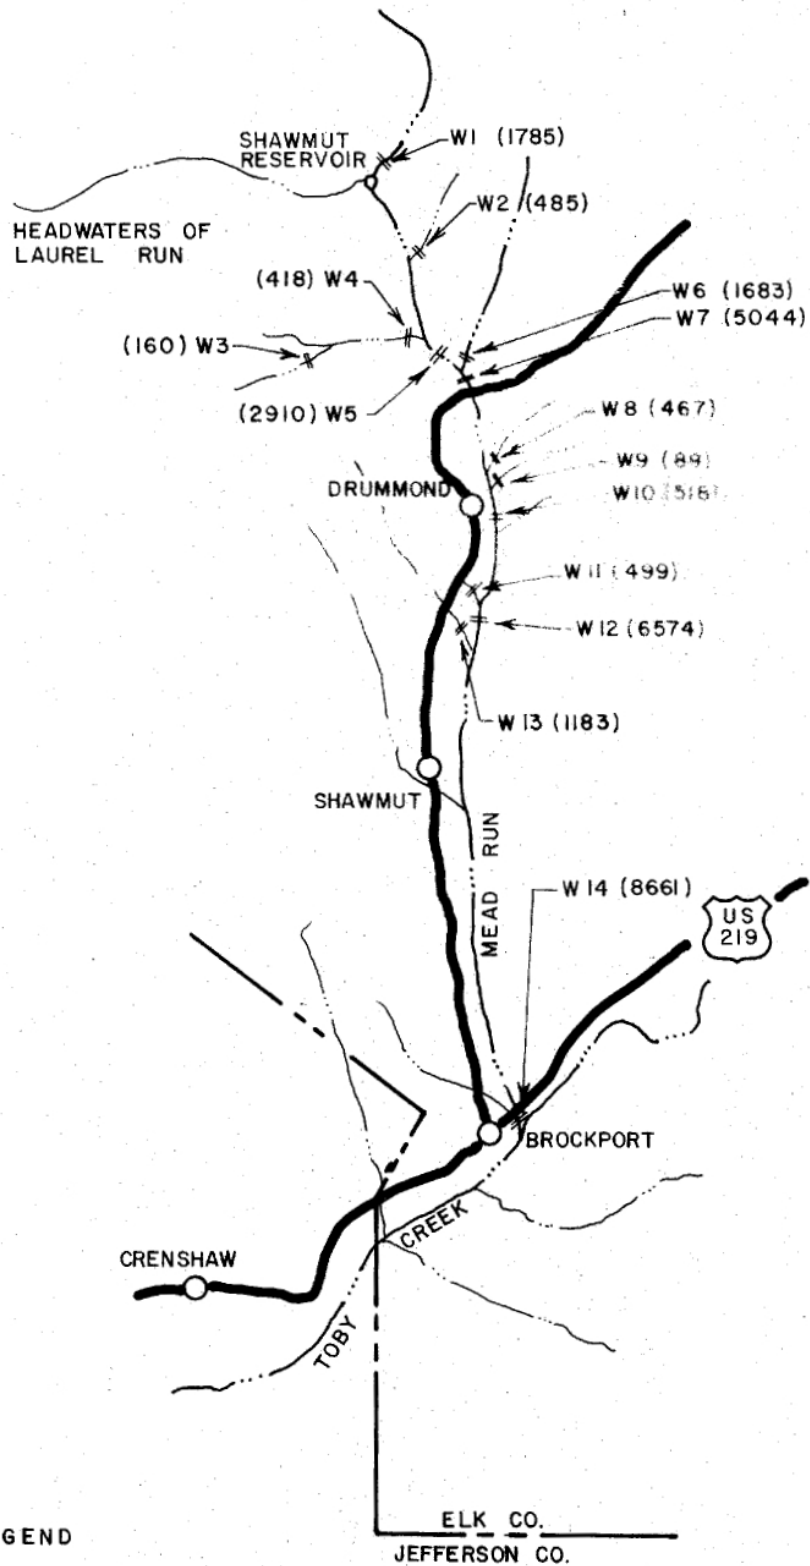 SHAWMUT
RESERVOIR
W1 (1785)
W2 (485)
HEADWATERS OF
LAUREL RUN
(418) W4
W6 (1683)
W7 (5044)
(160) W3
(2910) W5
W8 (467)
W9 (89)
DRUMMOND
W10 (518)
W11 (499)
W12 (6574)
W13 (1183)
SHAWMUT
MEAD RUN
W14 (8661)
US
219
BROCKPORT
CREEK
CRENSHAW
TOBY
ELK CO.
GEND
JEFFERSON CO.